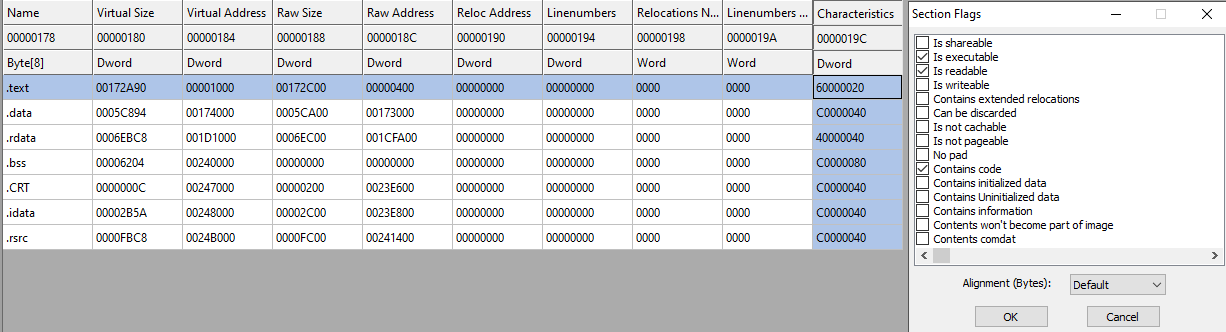 Name Virtual Size Virtual Address Raw Size Raw Address Reloc Address Linenumbers Relocations N... Linenumbers ... Characteristics
00000178 00000180 00000184 00000188 0000018C 00000190 00000194 00000198 0000019A 0000019C
Byte[8] Dword Dword Dword Dword Dword Dword Word Word Dword
.text 00172A90 00001000 00172C00 00000400 00000000 00000000 0000 0000 60000020
.data 0005C894 00174000 0005CA00 00173000 00000000 00000000 0000 0000 C0000040
.rdata 0006EBC8 001D1000 0006EC00 001CFA00 00000000 00000000 0000 0000 40000040
.bss 00006204 00240000 00000000 00000000 00000000 00000000 0000 0000 C0000080
.CRT 0000000C 00247000 00000200 0023E600 00000000 00000000 0000 0000 C0000040
.idata 00002B5A 00248000 00002C00 0023E800 00000000 00000000 0000 0000 C0000040
.rsrc 0000FBC8 0024B000 0000FC00 00241400 00000000 00000000 0000 0000 C0000040
Section Flags
Is shareable
Is executable
Is readable
Is writeable
Contains extended relocations
Can be discarded
Is not cachable
Is not pageable
No pad
Contains code
Contains initialized data
Contains Uninitialized data
Contains information
Contents won't become part of image
Contents comdat
Alignment (Bytes): Default
OK Cancel